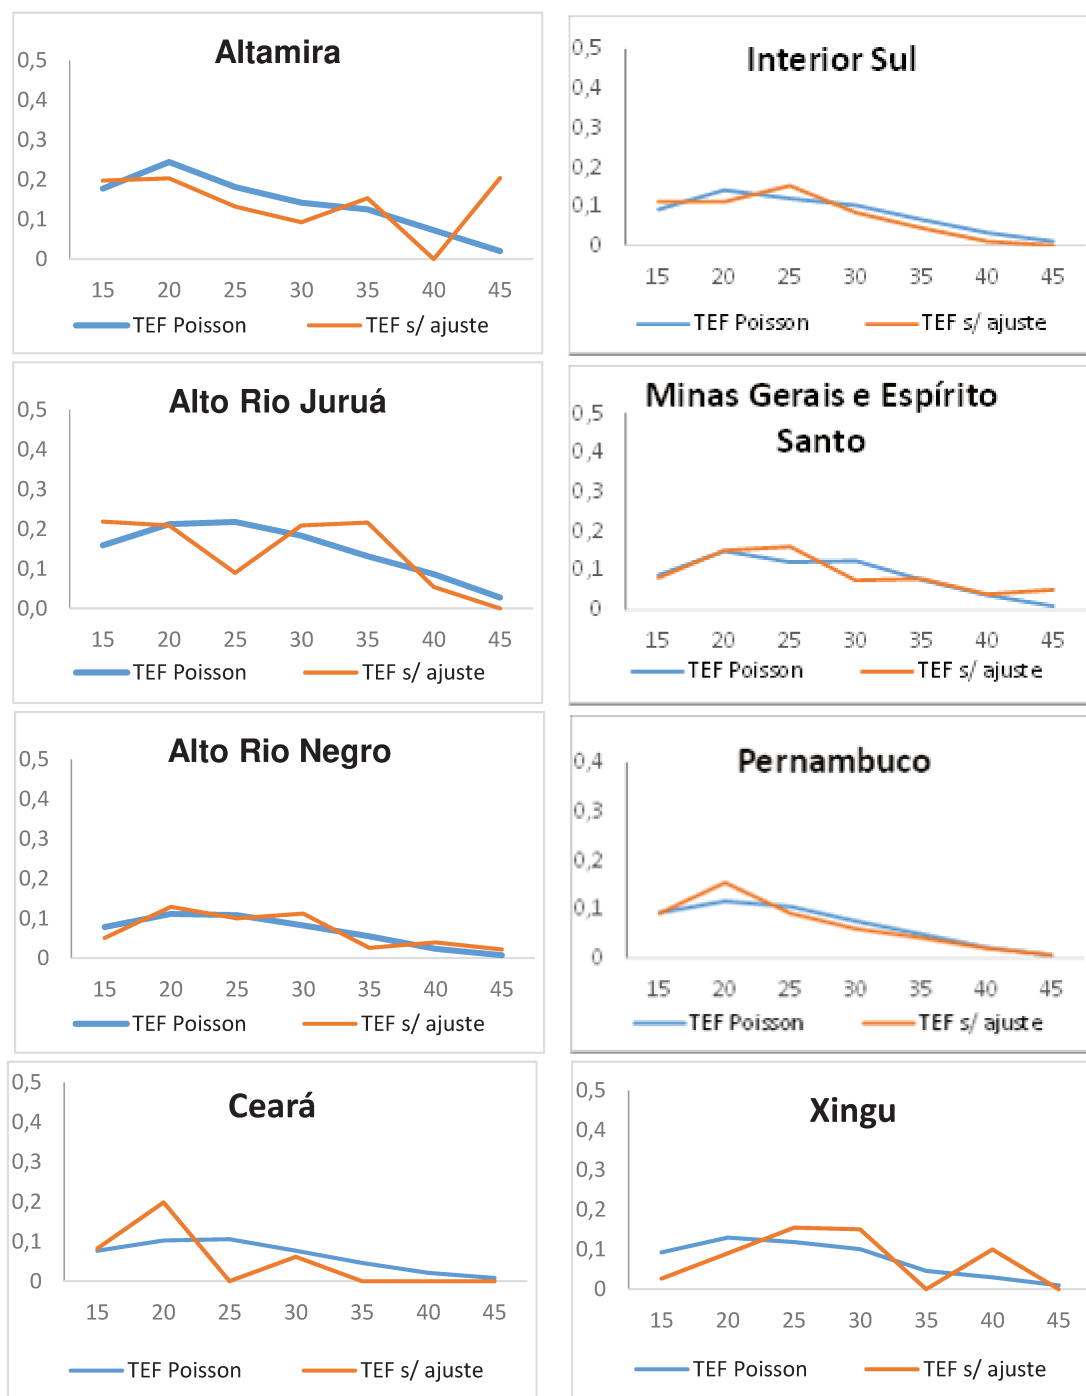 Altamira
0,5
0,4
0,3
0,2
0,1
0
15 20 25 30 35 40 45
TEF Poisson TEF s/ ajuste
Interior Sul
0,5
0,4
0,3
0,2
0,1
0
15 20 25 30 35 40 45
TEF Poisson TEF s/ ajuste
Alto Rio Juruá
0,5
0,4
0,3
0,2
0,1
0,0
15 20 25 30 35 40 45
TEF Poisson TEF s/ ajuste
Minas Gerais e Espírito
Santo
0,5
0,4
0,3
0,2
0,1
0
15 20 25 30 35 40 45
TEF Poisson TEF s/ ajuste
Alto Rio Negro
0,5
0,4
0,3
0,2
0,1
0
15 20 25 30 35 40 45
TEF Poisson TEF s/ ajuste
Pernambuco
0,4
0,3
0,2
0,1
0
15 20 25 30 35 40 45
TEF Poisson TEF s/ ajuste
Ceará
0,5
0,4
0,3
0,2
0,1
0
15 20 25 30 35 40 45
TEF Poisson TEF s/ ajuste
Xingu
0,5
0,4
0,3
0,2
0,1
0
15 20 25 30 35 40 45
TEF Poisson TEF s/ ajuste